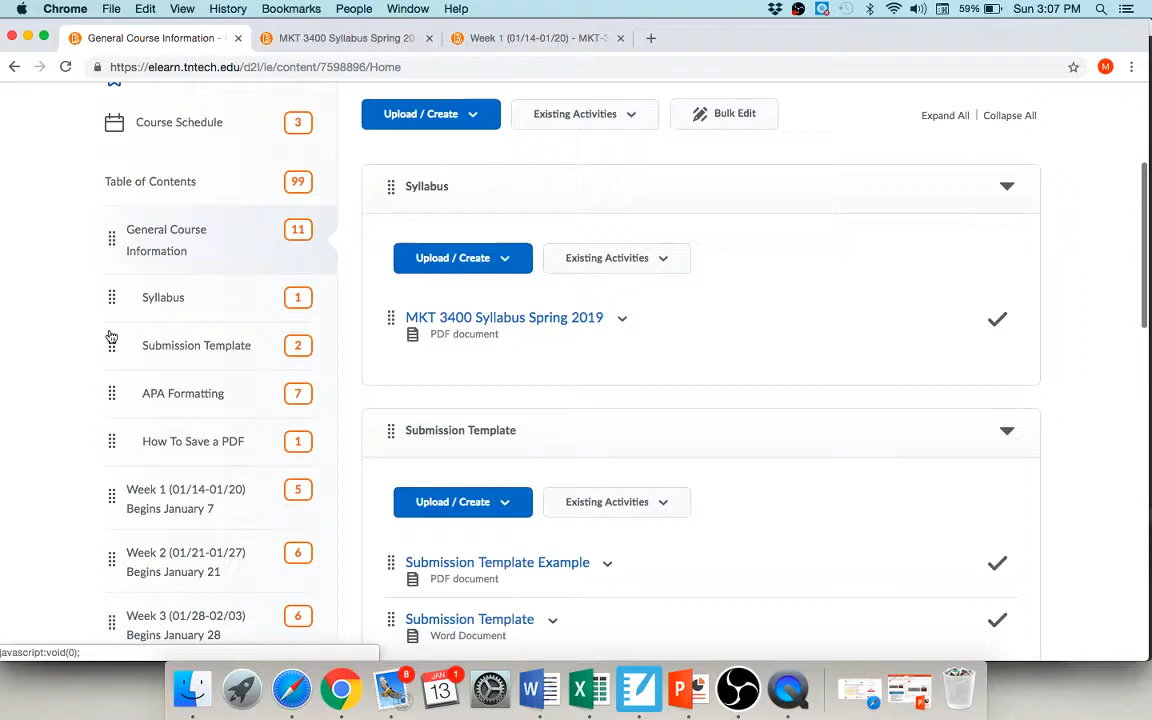 Chrome File Edit View History Bookmarks People Window Help 59% Sun 3:07 PM
General Course Information - MKT 3400 Syllabus Spring 20 Week 1 (01/14-01/20) - MKT-3
https://elearn.tntech.edu/d2l/le/content/7598896/Home M
Course Schedule 3
Table of Contents 99
General Course
Information
11
Syllabus 1
Submission Template 2
APA Formatting 7
How To Save a PDF 1
Week 1 (01/14-01/20)
Begins January 7
5
Week 2 (01/21-01/27)
Begins January 21
6
Week 3 (01/28-02/03)
Begins January 28
6
javascript:void(0);
Upload / Create Existing Activities Bulk Edit Expand All | Collapse All
Syllabus
Upload / Create Existing Activities
MKT 3400 Syllabus Spring 2019
PDF document
Submission Template
Upload / Create Existing Activities
Submission Template Example
PDF document
Submission Template
Word Document
8
JAN 1
13
W X P